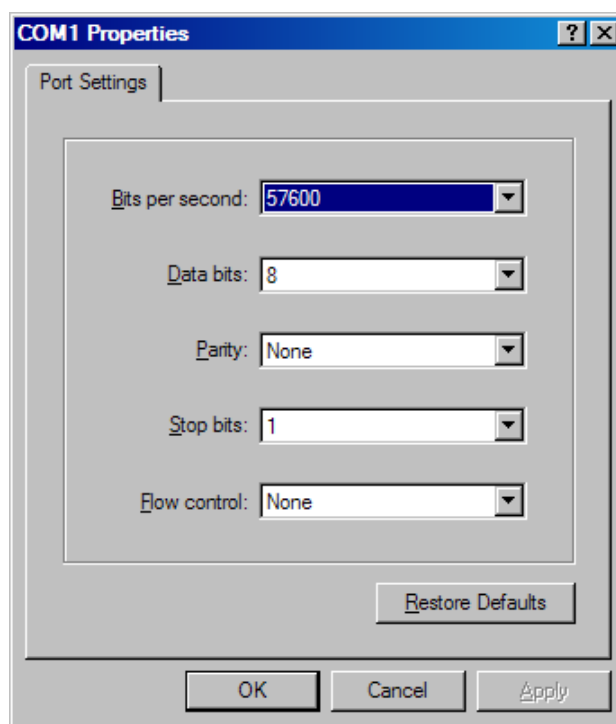 COM1 Properties
Port Settings
Bits per second: 57600
Data bits: 8
Parity: None
Stop bits: 1
Flow control: None
Restore Defaults
OK Cancel Apply